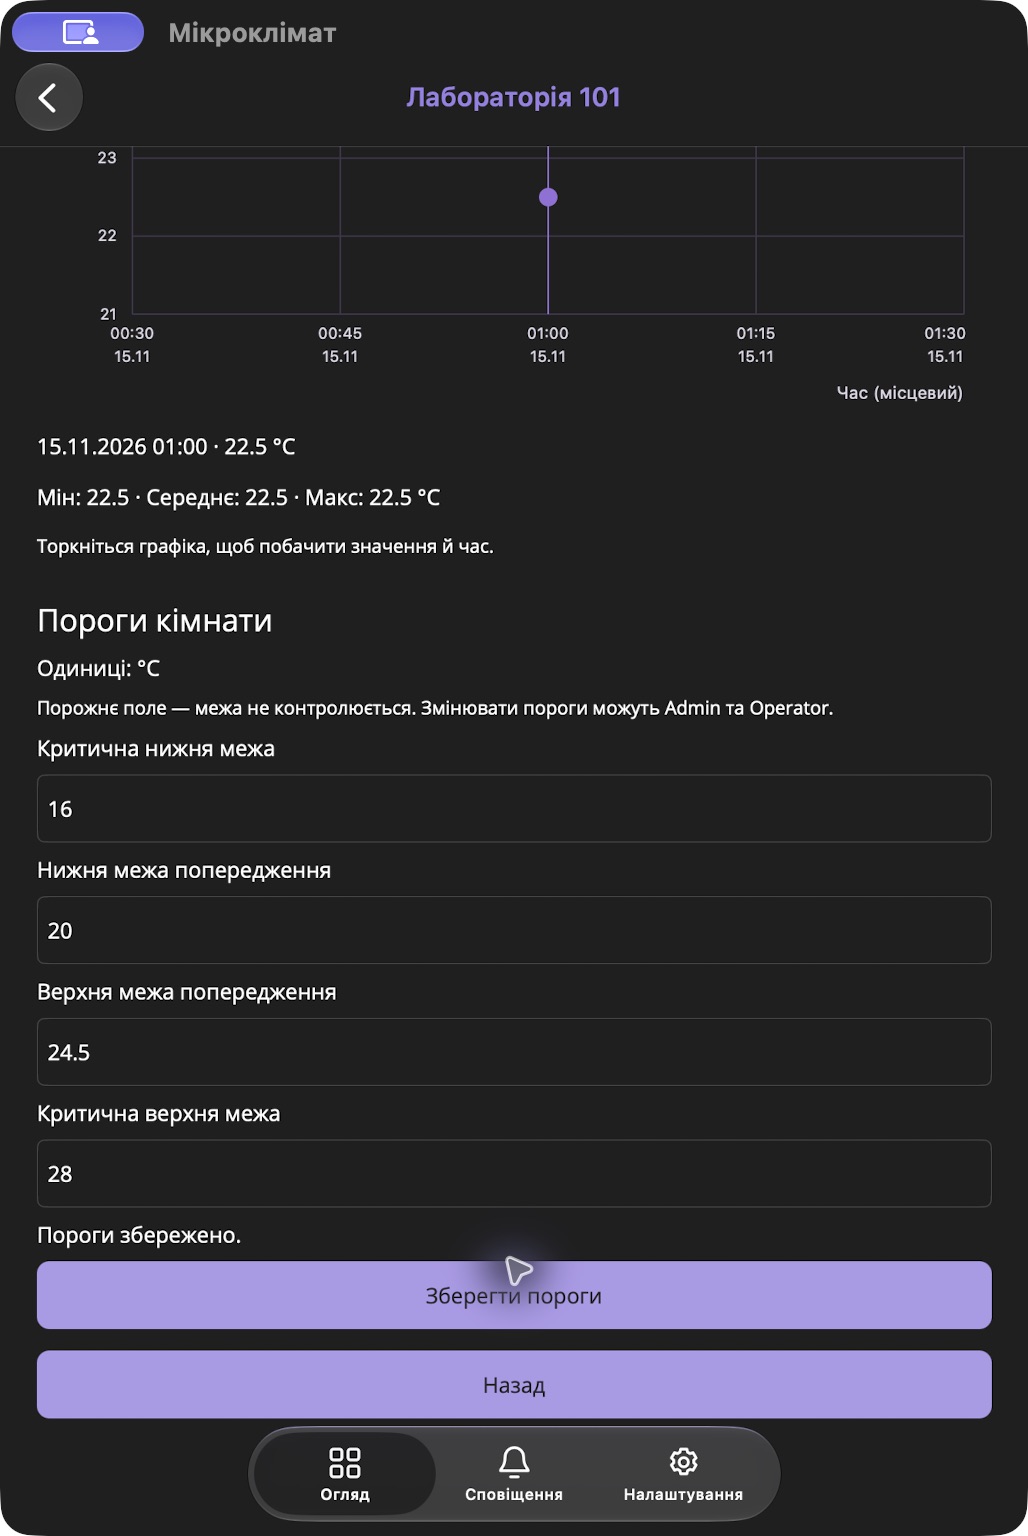 Мікроклімат
Лабораторія 101
23
22
21
00:30 00:45 01:00 01:15 01:30
15.11 15.11 15.11 15.11 15.11
Час (місцевий)
15.11.2026 01:00 · 22.5 °C
Мін: 22.5 · Середнє: 22.5 · Макс: 22.5 °C
Торкніться графіка, щоб побачити значення й час.
Пороги кімнати
Одиниці: °C
Порожнє поле — межа не контролюється. Змінювати пороги можуть Admin та Operator.
Критична нижня межа
16
Нижня межа попередження
20
Верхня межа попередження
24.5
Критична верхня межа
28
Пороги збережено.
Зберегти пороги
Назад
Огляд Сповіщення Налаштування